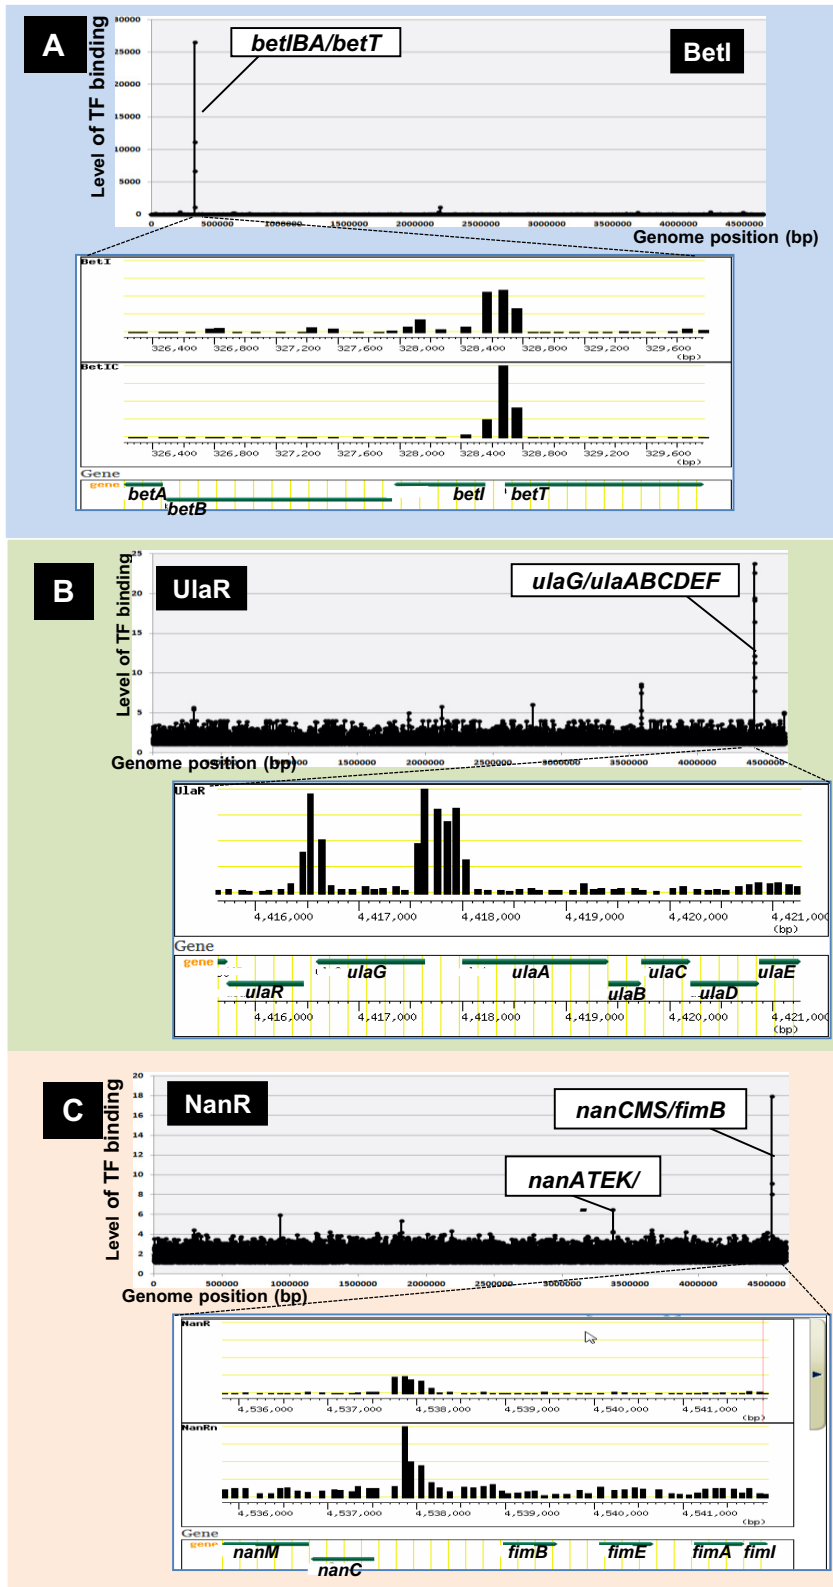 A
Level of TF binding
30000
25000
20000
15000
10000
5000
0
betIBA/betT
BetI
0 500000 1000000 1500000 2000000 2500000 3000000 3500000 4000000 4500000
Genome position (bp)
BetI
326,400 326,800 327,200 327,600 328,000 328,400 328,800 329,200 329,600
(bp)
BetIC
326,400 326,800 327,200 327,600 328,000 328,400 328,800 329,200 329,600
(bp)
Gene
gene
betA betI betT
betB
B
Level of TF binding
25
20
15
10
5
0
UlaR
ulaG/ulaABCDEF
1500000 2000000 2500000 3000000 3500000 4000000 4500000
Genome position (bp)
UlaR
4,416,000 4,417,000 4,418,000 4,419,000 4,420,000 4,421,000
(bp)
Gene
gene
ulaG ulaA ulaC ulaE
ulaR ulaB ulaD
4,416,000 4,417,000 4,418,000 4,419,000 4,420,000 4,421,000
(bp)
C
Level of TF binding
20
18
16
14
12
10
8
6
4
2
0
NanR
nanCMS/fimB
nanATEK/
0 500000 1000000 1500000 2000000 2500000 3000000 3500000 4000000 4500000
Genome position (bp)
NanR
4,536,000 4,537,000 4,538,000 4,539,000 4,540,000 4,541,000
(bp)
NanRn
4,536,000 4,537,000 4,538,000 4,539,000 4,540,000 4,541,000
(bp)
Gene
gene
nanM fimB fimE fimA fimI
nanC